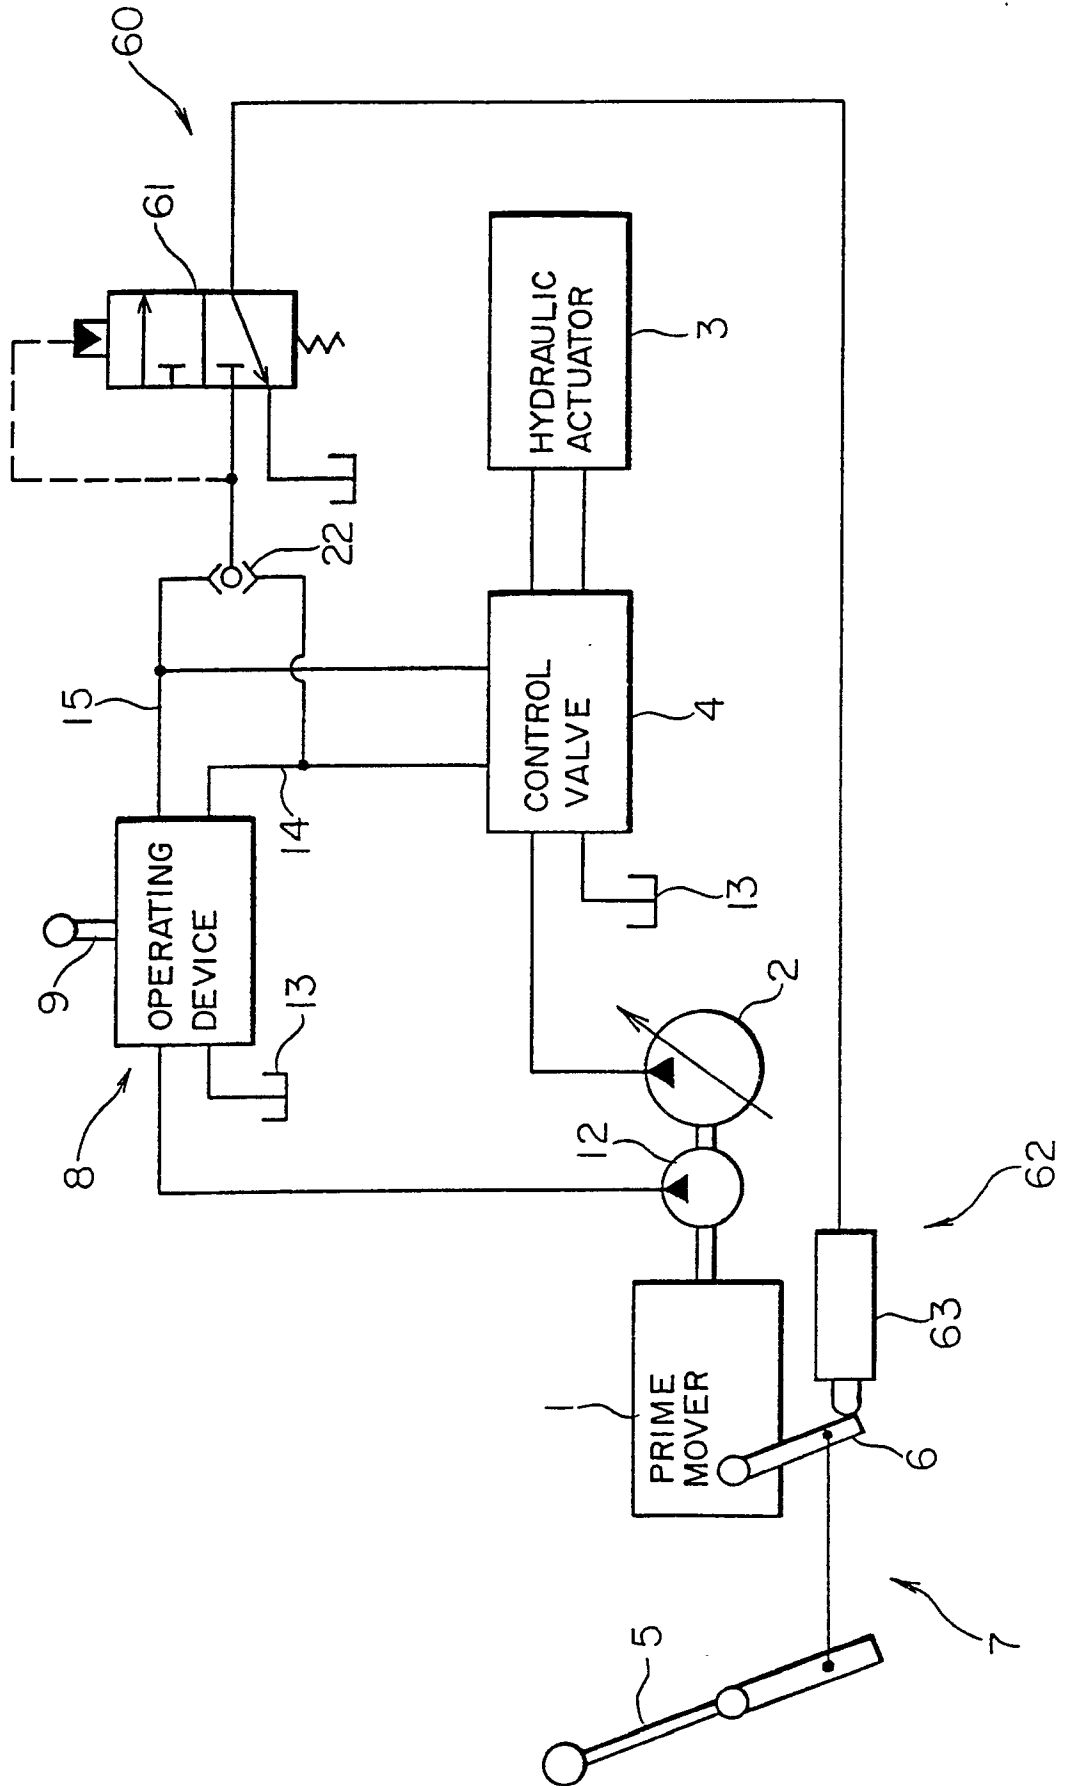 60
61
HYDRAULIC
ACTUATOR
3
22
15
CONTROL
VALVE
4
14
9
OPERATING
DEVICE
13
13
8
2
12
62
1
PRIME
MOVER
63
6
5
7